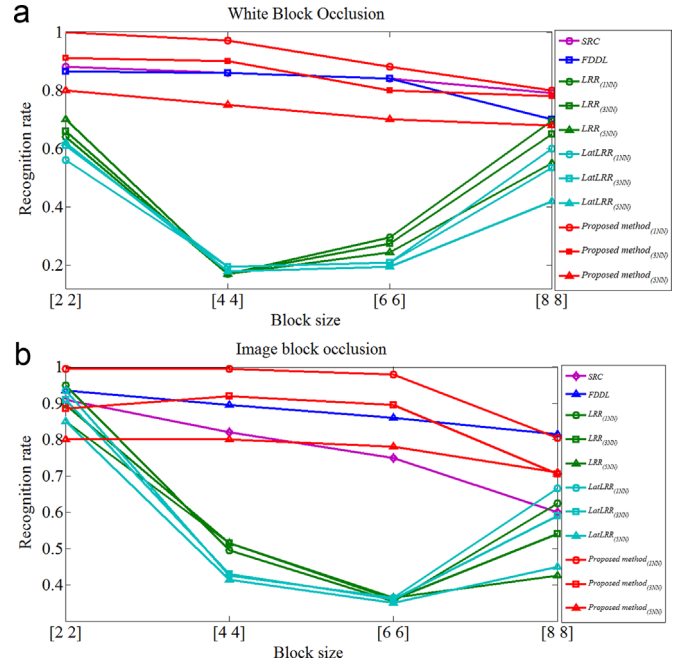 a
White Block Occlusion
1
0.8
0.6
0.4
0.2
Recognition rate
[2 2] [4 4] [6 6] [8 8]
Block size
SRC
FDDL
LRR(1NN)
LRR(3NN)
LRR(5NN)
LatLRR(1NN)
LatLRR(3NN)
LatLRR(5NN)
Proposed method(1NN)
Proposed method(3NN)
Proposed method(5NN)
b
Image block occlusion
1
0.9
0.8
0.7
0.6
0.5
0.4
Recognition rate
[2 2] [4 4] [6 6] [8 8]
Block size
SRC
FDDL
LRR(1NN)
LRR(3NN)
LRR(5NN)
LatLRR(1NN)
LatLRR(3NN)
LatLRR(5NN)
Proposed method(1NN)
Proposed method(3NN)
Proposed method(5NN)